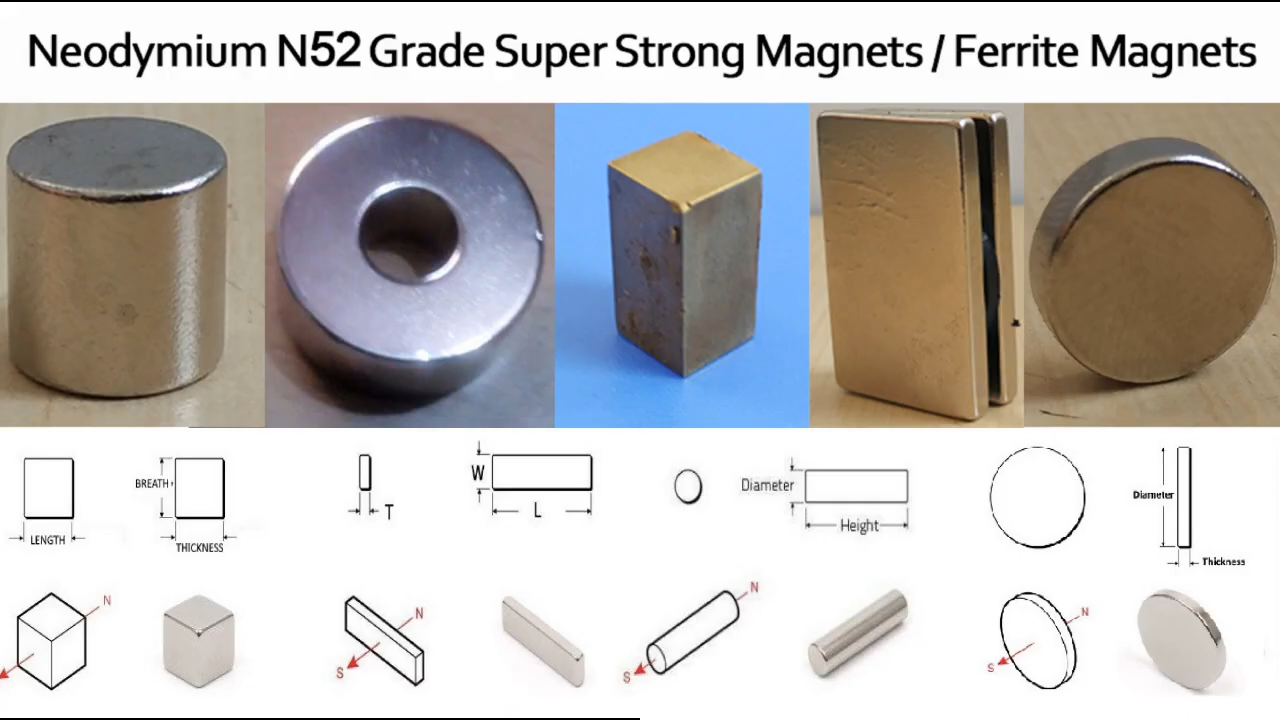 Neodymium N52 Grade Super Strong Magnets / Ferrite Magnets
BREATH
LENGTH
THICKNESS
T
W
L
Diameter
Height
Diameter
Thickness
N
N
S
N
S
N
S